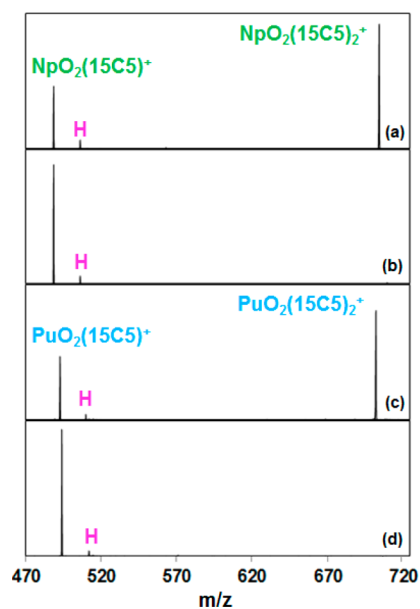 NpO₂(15C5)₂⁺
NpO₂(15C5)⁺
H
(a)
H
(b)
PuO₂(15C5)₂⁺
PuO₂(15C5)⁺
H
(c)
H
(d)
470 520 570 620 670 720
m/z